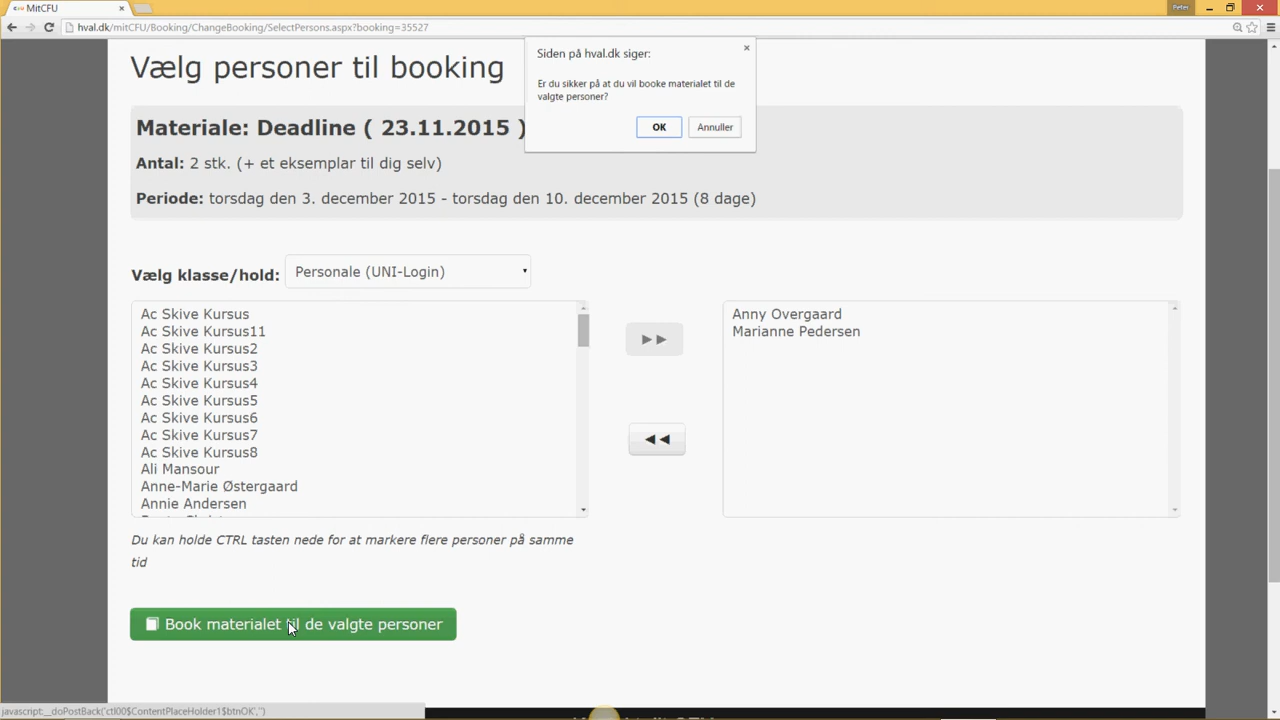 MitCFU
Peter
hval.dk/mitCFU/Booking/ChangeBooking/SelectPersons.aspx?booking=35527
Siden på hval.dk siger:
Er du sikker på at du vil booke materialet til de
valgte personer?
OK Annuller
Vælg personer til booking
Materiale: Deadline ( 23.11.2015 )
Antal: 2 stk. (+ et eksemplar til dig selv)
Periode: torsdag den 3. december 2015 - torsdag den 10. december 2015 (8 dage)
Vælg klasse/hold: Personale (UNI-Login)
Ac Skive Kursus
Ac Skive Kursus11
Ac Skive Kursus2
Ac Skive Kursus3
Ac Skive Kursus4
Ac Skive Kursus5
Ac Skive Kursus6
Ac Skive Kursus7
Ac Skive Kursus8
Ali Mansour
Anne-Marie Østergaard
Annie Andersen
Anny Overgaard
Marianne Pedersen
Du kan holde CTRL tasten nede for at markere flere personer på samme
tid
Book materialet til de valgte personer
javascript:__doPostBack('ctl00$ContentPlaceHolder1$btnOK','')